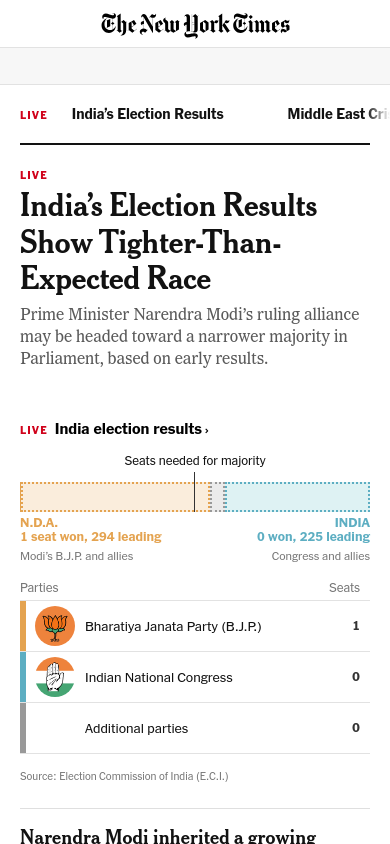 The New York Times
LIVE India's Election Results Middle East Cri
LIVE
India's Election Results
Show Tighter-Than-
Expected Race
Prime Minister Narendra Modi's ruling alliance
may be headed toward a narrower majority in
Parliament, based on early results.
LIVE India election results ›
Seats needed for majority
N.D.A. INDIA
1 seat won, 294 leading 0 won, 225 leading
Modi's B.J.P. and allies Congress and allies
Parties Seats
Bharatiya Janata Party (B.J.P.) 1
Indian National Congress 0
Additional parties 0
Source: Election Commission of India (E.C.I.)
Narendra Modi inherited a growing